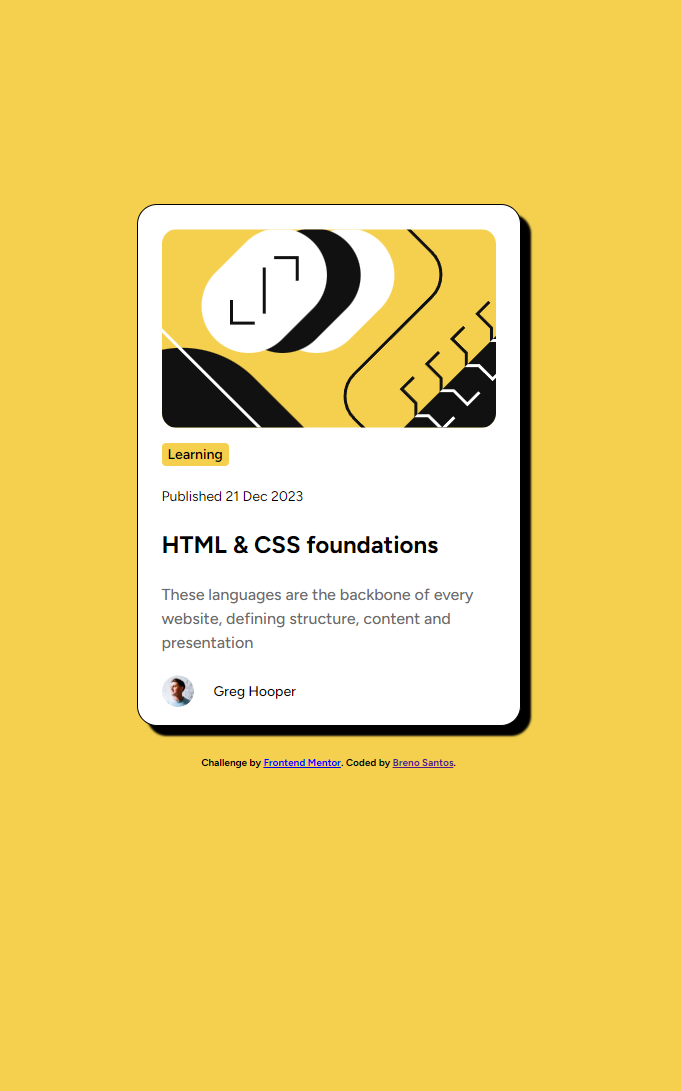 Learning
Published 21 Dec 2023
HTML & CSS foundations
These languages are the backbone of every
website, defining structure, content and
presentation
Greg Hooper
Challenge by Frontend Mentor. Coded by Breno Santos.